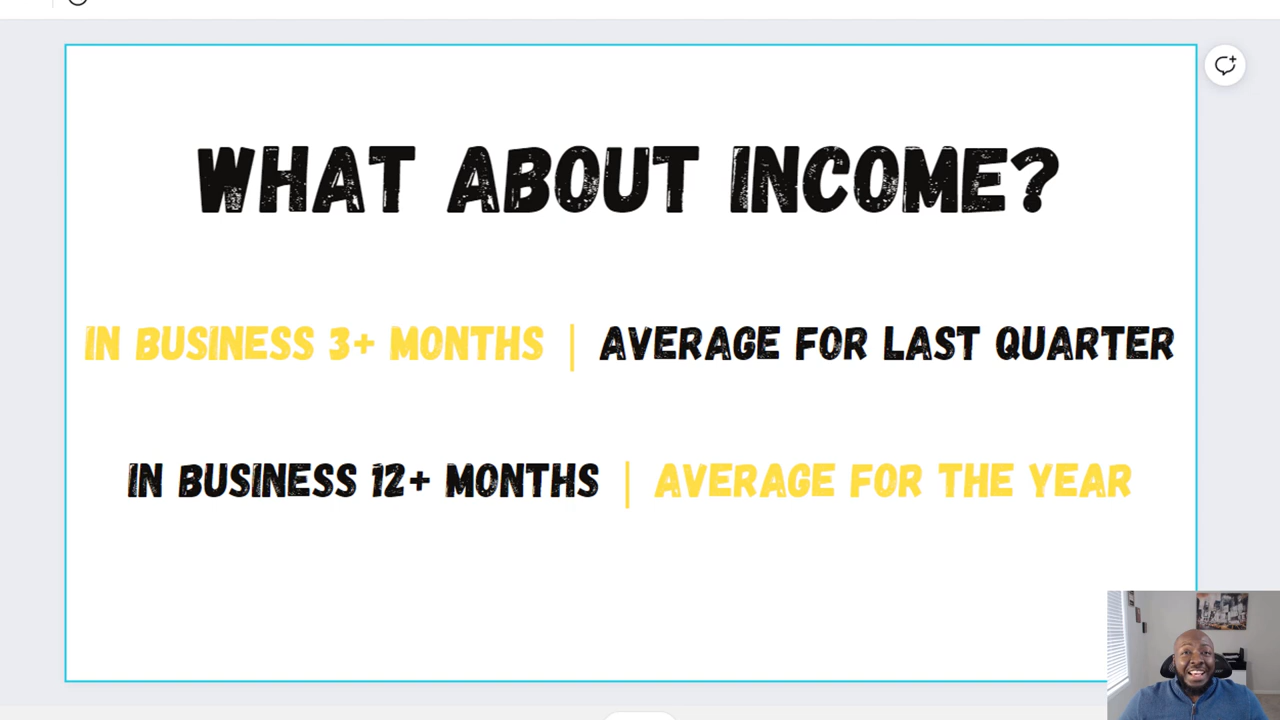 WHAT ABOUT INCOME?
IN BUSINESS 3+ MONTHS | AVERAGE FOR LAST QUARTER
IN BUSINESS 12+ MONTHS | AVERAGE FOR THE YEAR